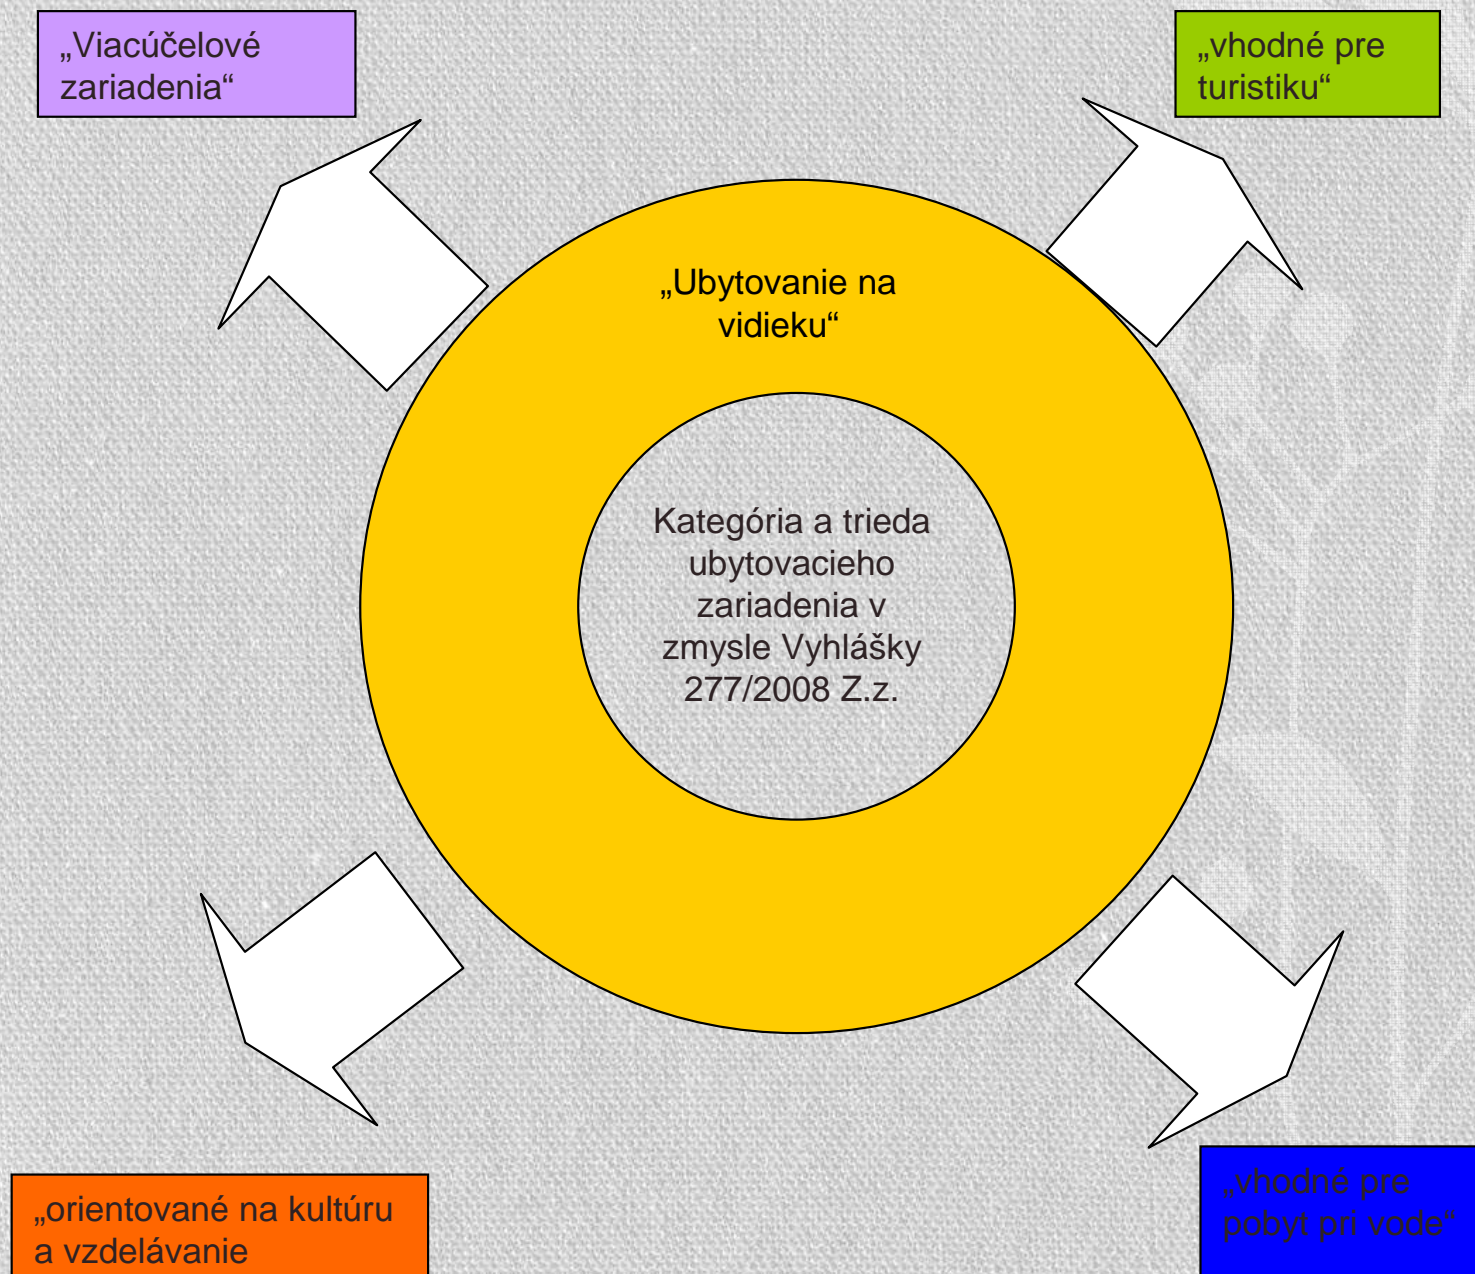 „Viacúčelové
zariadenia“
„vhodné pre
turistiku“
„Ubytovanie na
vidieku“
Kategória a trieda
ubytovacieho
zariadenia v
zmysle Vyhlášky
277/2008 Z.z.
„orientované na kultúru
a vzdelávanie
„vhodné pre
pobyt pri vode“